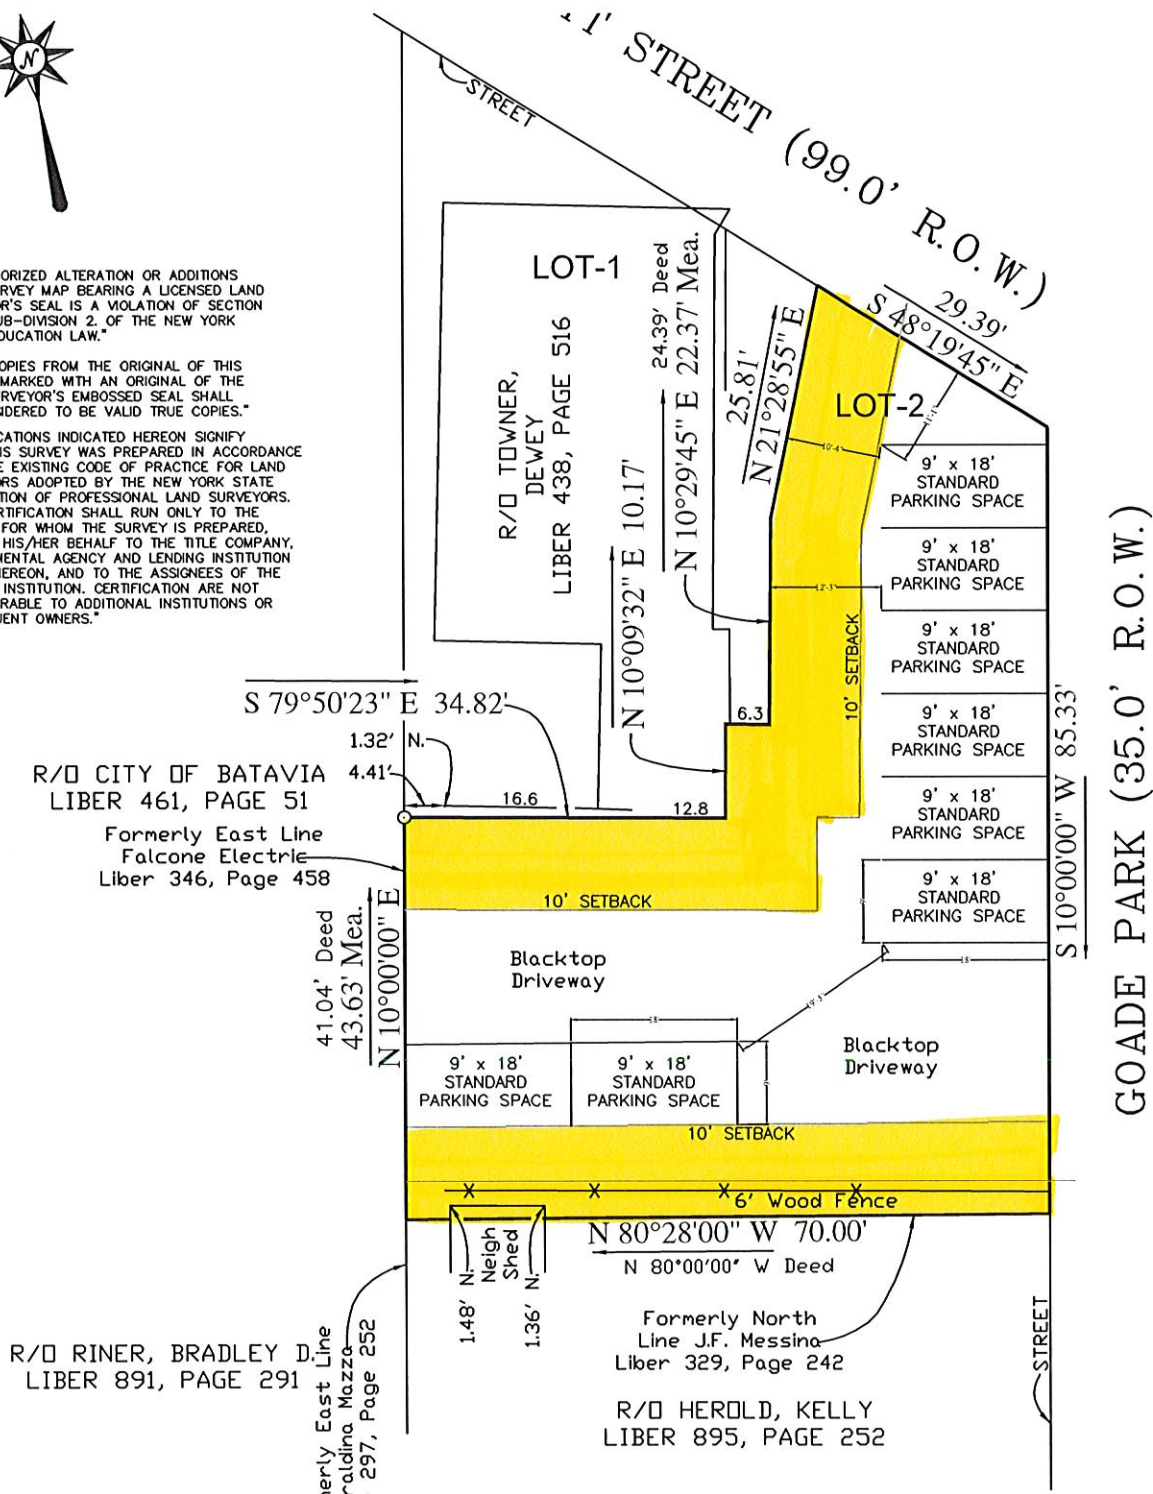 N
STREET (99.0' R.O.W.)
STREET
ORIZED ALTERATION OR ADDITIONS
RVEY MAP BEARING A LICENSED LAND
R'S SEAL IS A VIOLATION OF SECTION
UB-DIVISION 2. OF THE NEW YORK
DUCATION LAW."
OPIES FROM THE ORIGINAL OF THIS
MARKED WITH AN ORIGINAL OF THE
URVEYOR'S EMBOSSED SEAL SHALL
IDERED TO BE VALID TRUE COPIES."
CATIONS INDICATED HEREON SIGNIFY
IS SURVEY WAS PREPARED IN ACCORDANCE
E EXISTING CODE OF PRACTICE FOR LAND
ORS ADOPTED BY THE NEW YORK STATE
TION OF PROFESSIONAL LAND SURVEYORS.
RTIFICATION SHALL RUN ONLY TO THE
FOR WHOM THE SURVEY IS PREPARED,
HIS/HER BEHALF TO THE TITLE COMPANY,
MENTAL AGENCY AND LENDING INSTITUTION
HEREON, AND TO THE ASSIGNEES OF THE
INSTITUTION. CERTIFICATION ARE NOT
RABLE TO ADDITIONAL INSTITUTIONS OR
UENT OWNERS."
LOT-1
R/O TOWNER,
DEWEY
LIBER 438, PAGE 516
24.39' Deed
N 10°29'45" E 22.37' Mea.
N 10°09'32" E 10.17'
25.81'
N 21°28'55" E
29.39'
S 48°19'45" E
LOT-2
10'-4"
12'-3"
9' x 18'
STANDARD
PARKING SPACE
9' x 18'
STANDARD
PARKING SPACE
9' x 18'
STANDARD
PARKING SPACE
9' x 18'
STANDARD
PARKING SPACE
9' x 18'
STANDARD
PARKING SPACE
9' x 18'
STANDARD
PARKING SPACE
18
10' SETBACK
S 10°00'00" W 85.33'
GOADE PARK (35.0' R.O.W.)
S 79°50'23" E 34.82'
1.32' N.
4.41'
16.6
12.8
6.3
R/O CITY OF BATAVIA
LIBER 461, PAGE 51
Formerly East Line
Falcone Electric
Liber 346, Page 458
41.04' Deed
43.63' Mea.
N 10°00'00" E
10' SETBACK
Blacktop
Driveway
18
Blacktop
Driveway
9' x 18'
STANDARD
PARKING SPACE
9' x 18'
STANDARD
PARKING SPACE
10' SETBACK
6' Wood Fence
N 80°28'00" W 70.00'
N 80°00'00" W Deed
1.48' N.
Neigh
Shed
1.36' N.
Formerly North
Line J.F. Messina
Liber 329, Page 242
R/O HEROLD, KELLY
LIBER 895, PAGE 252
STREET
R/O RINER, BRADLEY D.
LIBER 891, PAGE 291
merly East Line
raldina Mazza
297, Page 252